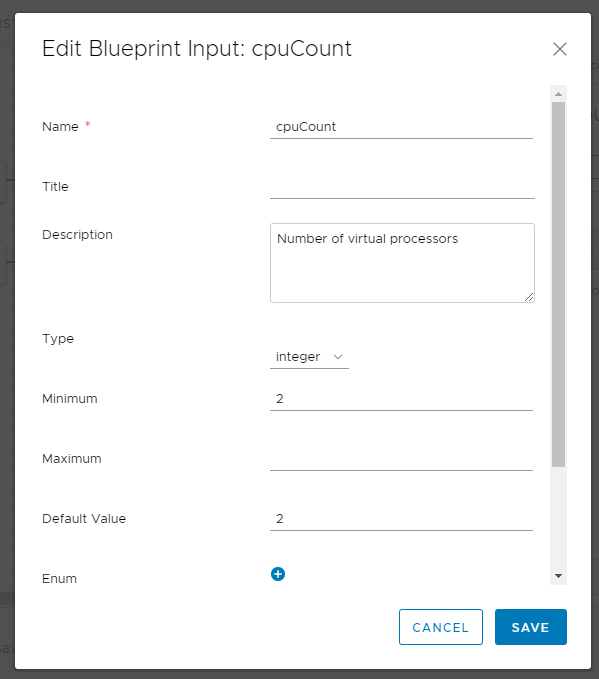 Edit Blueprint Input: cpuCount
Name * cpuCount
Title
Description Number of virtual processors
Type
integer
Minimum 2
Maximum
Default Value 2
Enum
CANCEL SAVE